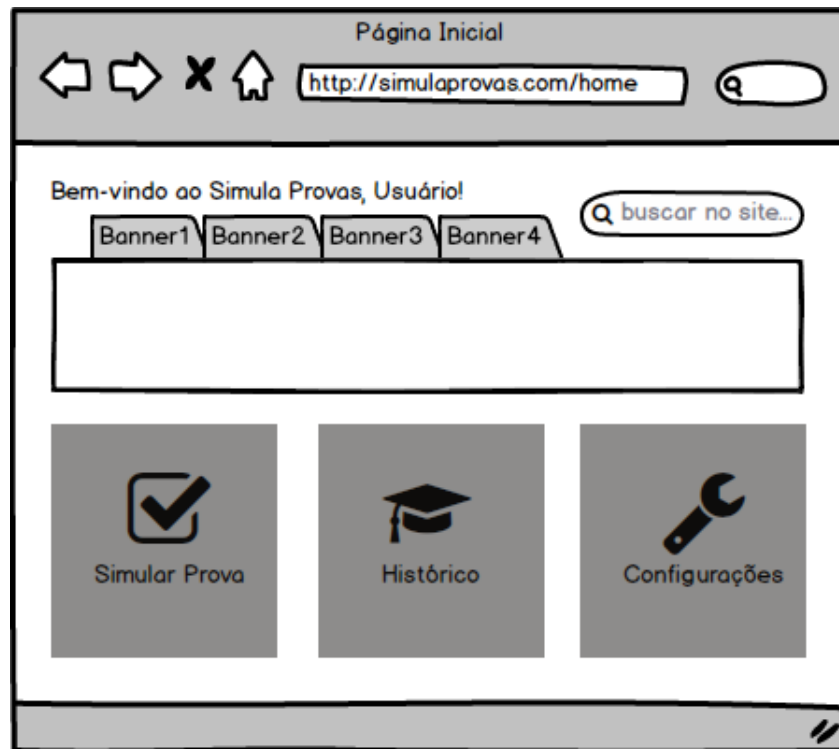 Página Inicial
http://simulaprovas.com/home
Bem-vindo ao Simula Provas, Usuário!
buscar no site...
Banner1 Banner2 Banner3 Banner4
Simular Prova Histórico Configurações